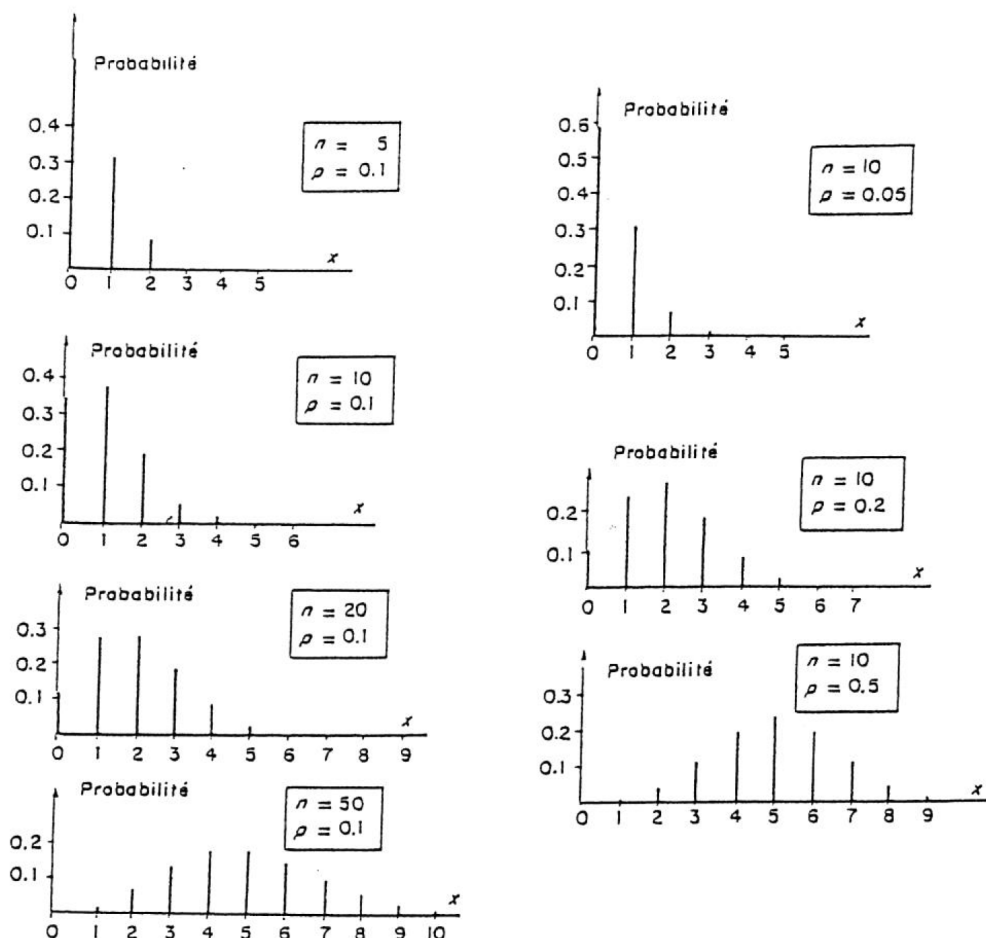 Probabilité
0.4
0.3
0.2
0.1
n = 5
p = 0.1
x
0 1 2 3 4 5
Probabilité
0.4
0.3
0.2
0.1
n = 10
p = 0.1
x
0 1 2 3 4 5 6
Probabilité
0.3
0.2
0.1
n = 20
p = 0.1
x
0 1 2 3 4 5 6 7 8 9
Probabilité
0.2
0.1
n = 50
p = 0.1
x
0 1 2 3 4 5 6 7 8 9 10
Probabilité
0.6
0.5
0.4
0.3
0.2
0.1
n = 10
p = 0.05
x
0 1 2 3 4 5
Probabilité
0.2
0.1
n = 10
p = 0.2
x
0 1 2 3 4 5 6 7
Probabilité
0.3
0.2
0.1
n = 10
p = 0.5
x
0 1 2 3 4 5 6 7 8 9